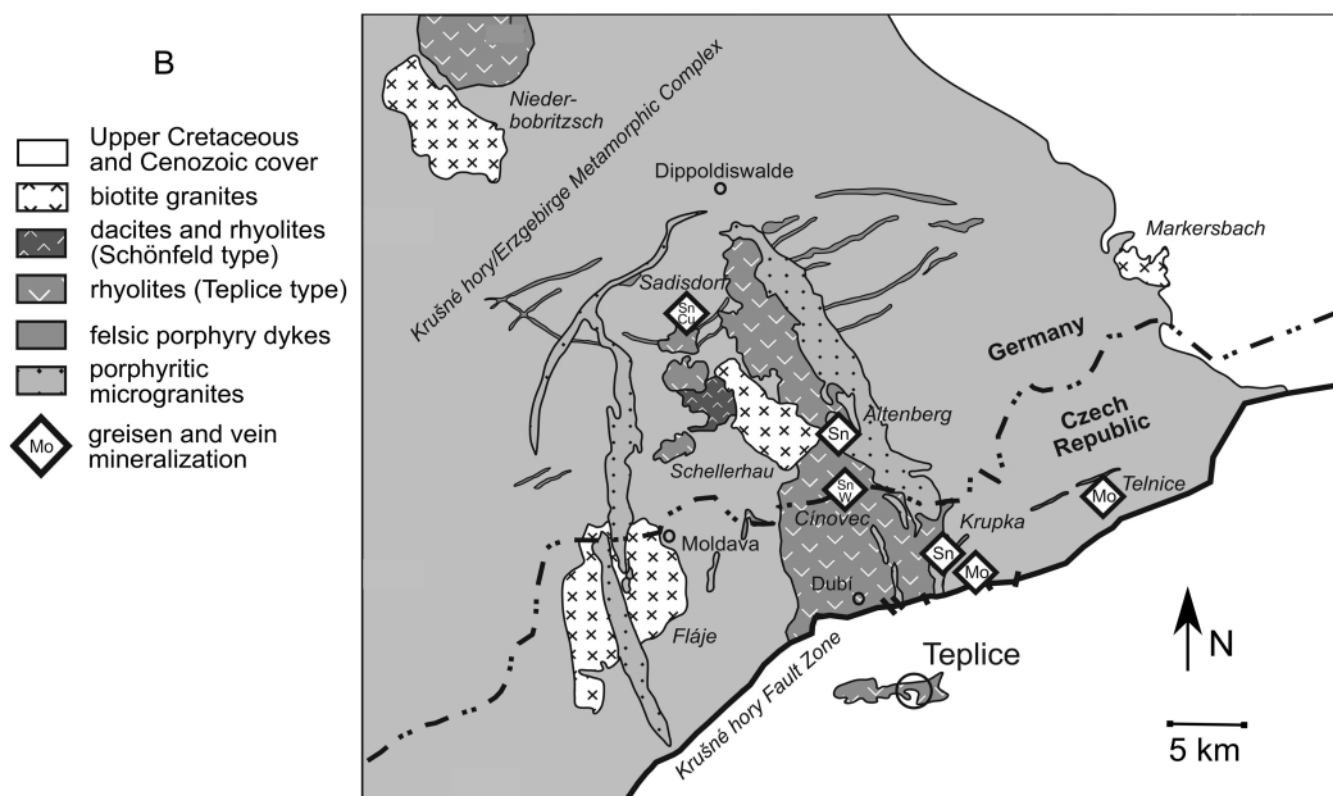 B
Upper Cretaceous
and Cenozoic cover
biotite granites
dacites and rhyolites
(Schönfeld type)
rhyolites (Teplice type)
felsic porphyry dykes
porphyritic
microgranites
Mo
greisen and vein
mineralization
Nieder-
bobritzsch
Krušné hory/Erzgebirge Metamorphic Complex
Dippoldiswalde
Markersbach
Sadisdorf
Sn
Cu
Germany
Czech
Republic
Altenberg
Sn
Schellerhau
Sn
W
Cínovec
Telnice
Mo
Krupka
Sn
Mo
Moldava
Dubí
Fláje
Krušné hory Fault Zone
Teplice
N
5 km